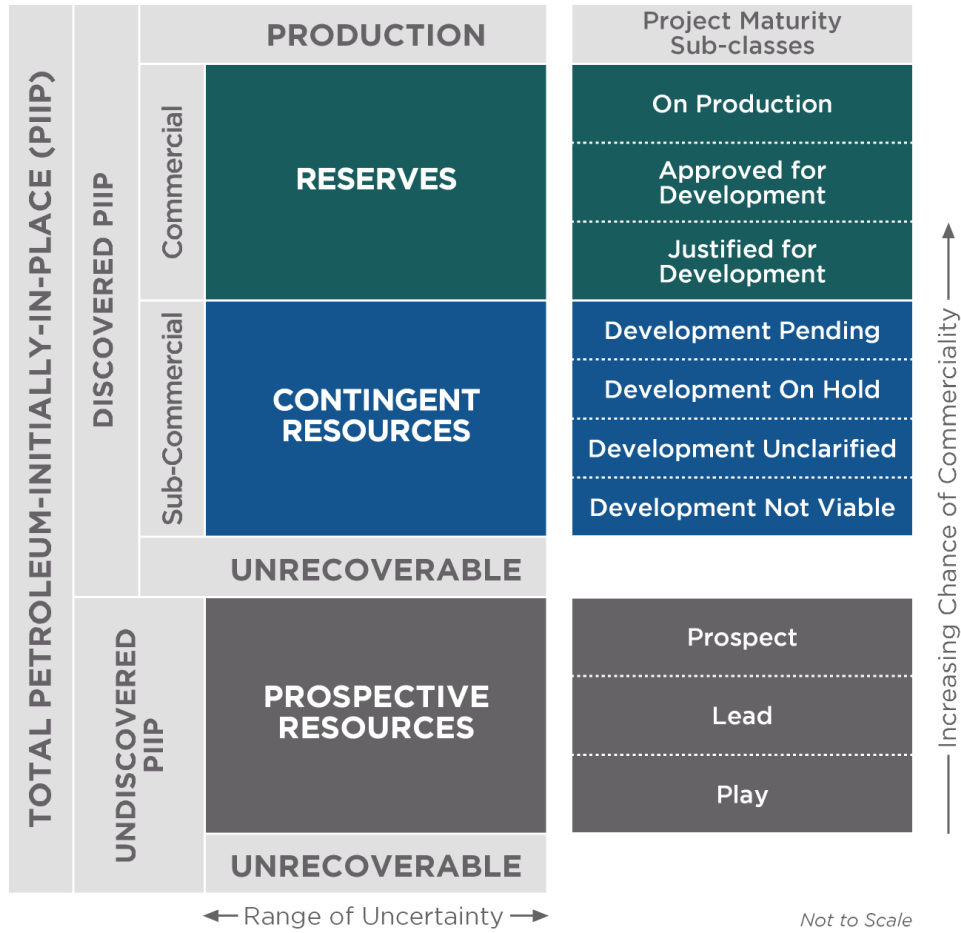 TOTAL PETROLEUM-INITIALLY-IN-PLACE (PIIP)
DISCOVERED PIIP
PRODUCTION
Project Maturity
Sub-classes
Commercial
RESERVES
On Production
Approved for
Development
Justified for
Development
Sub-Commercial
CONTINGENT
RESOURCES
Development Pending
Development On Hold
Development Unclarified
Development Not Viable
UNRECOVERABLE
UNDISCOVERED
PIIP
PROSPECTIVE
RESOURCES
Prospect
Lead
Play
UNRECOVERABLE
Increasing Chance of Commerciality
Range of Uncertainty
Not to Scale